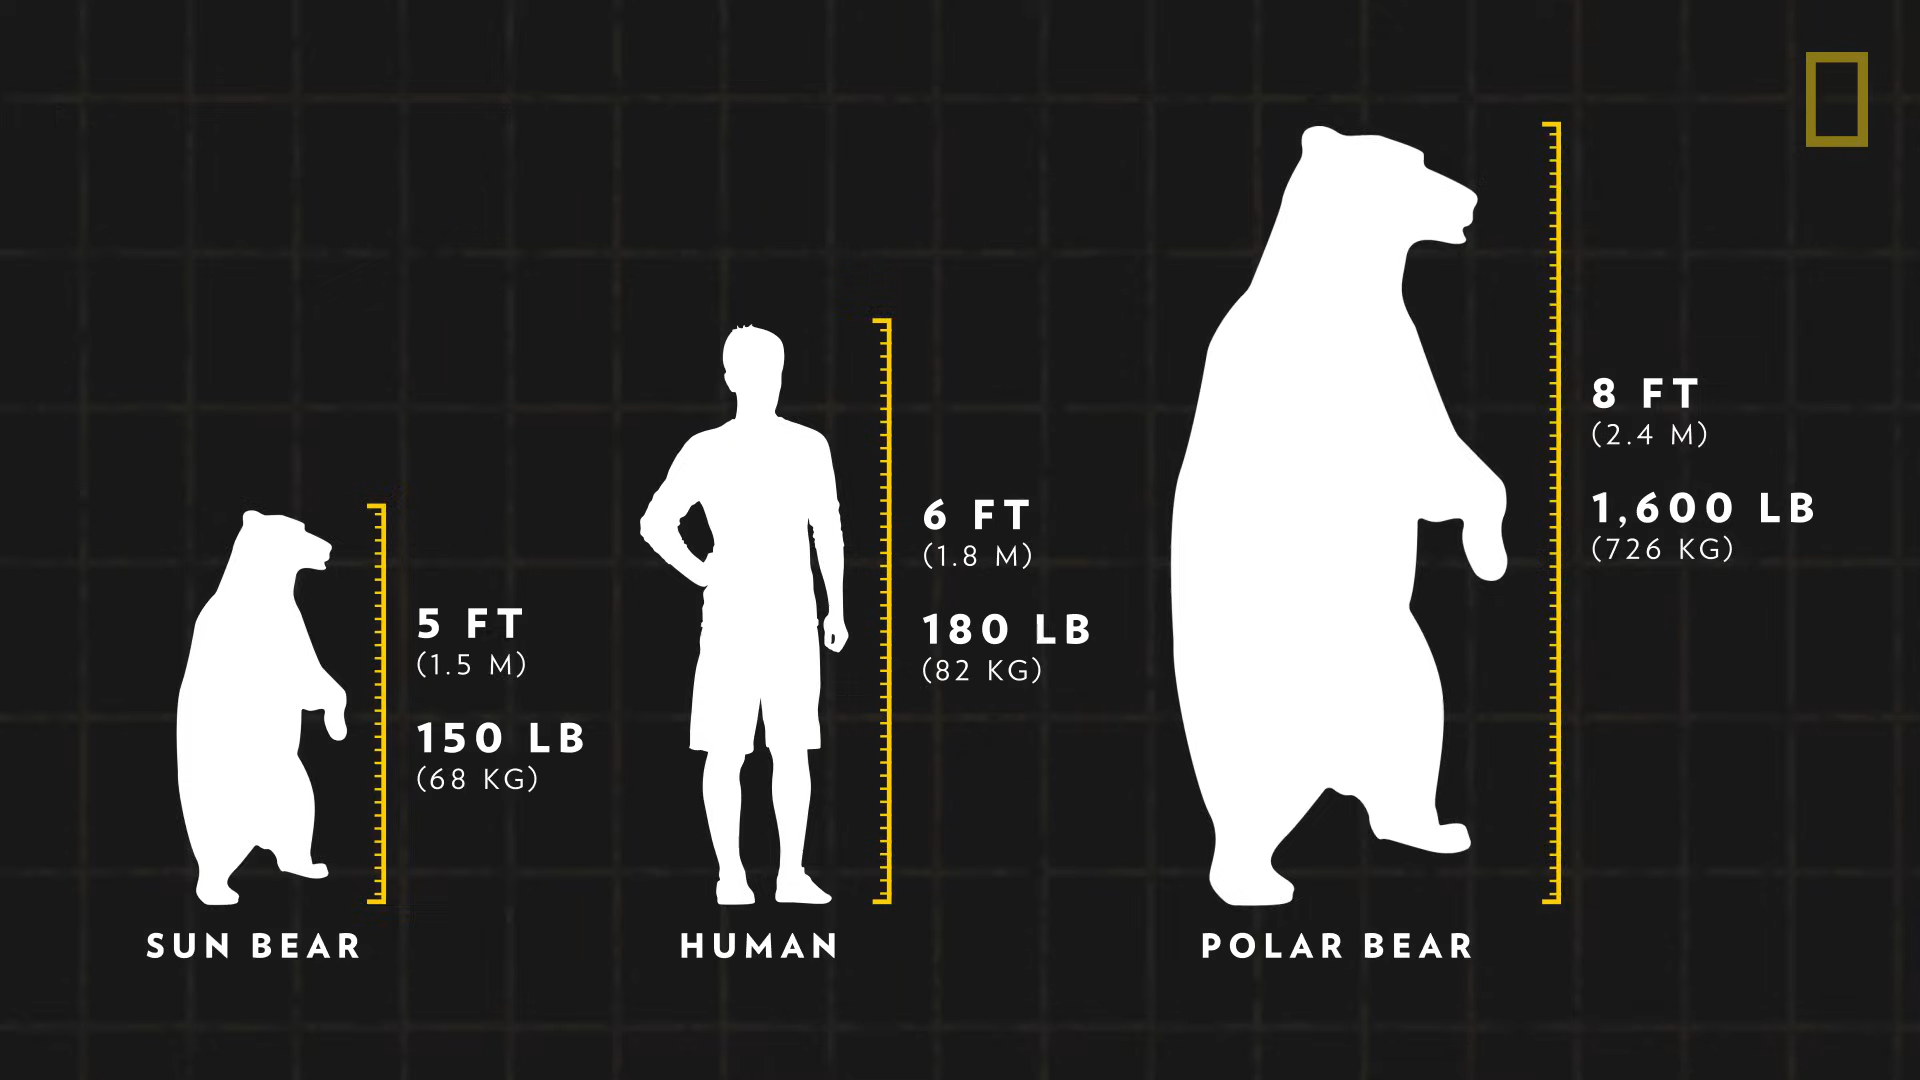 5 FT
(1.5 M)
150 LB
(68 KG)
SUN BEAR
6 FT
(1.8 M)
180 LB
(82 KG)
HUMAN
8 FT
(2.4 M)
1,600 LB
(726 KG)
POLAR BEAR